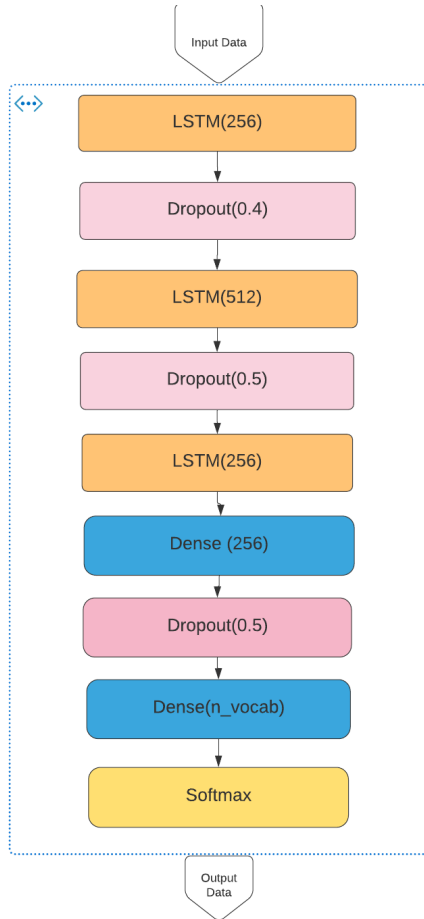 Input Data
LSTM(256)
Dropout(0.4)
LSTM(512)
Dropout(0.5)
LSTM(256)
Dense (256)
Dropout(0.5)
Dense(n_vocab)
Softmax
Output
Data